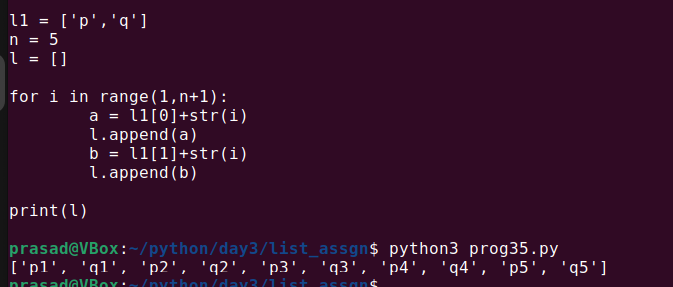 l1 = ['p','q']
n = 5
l = []
for i in range(1,n+1):
        a = l1[0]+str(i)
        l.append(a)
        b = l1[1]+str(i)
        l.append(b)
print(l)
prasad@VBox:~/python/day3/list_assgn$ python3 prog35.py
['p1', 'q1', 'p2', 'q2', 'p3', 'q3', 'p4', 'q4', 'p5', 'q5']
prasad@VBox:~/python/day3/list_assgn$